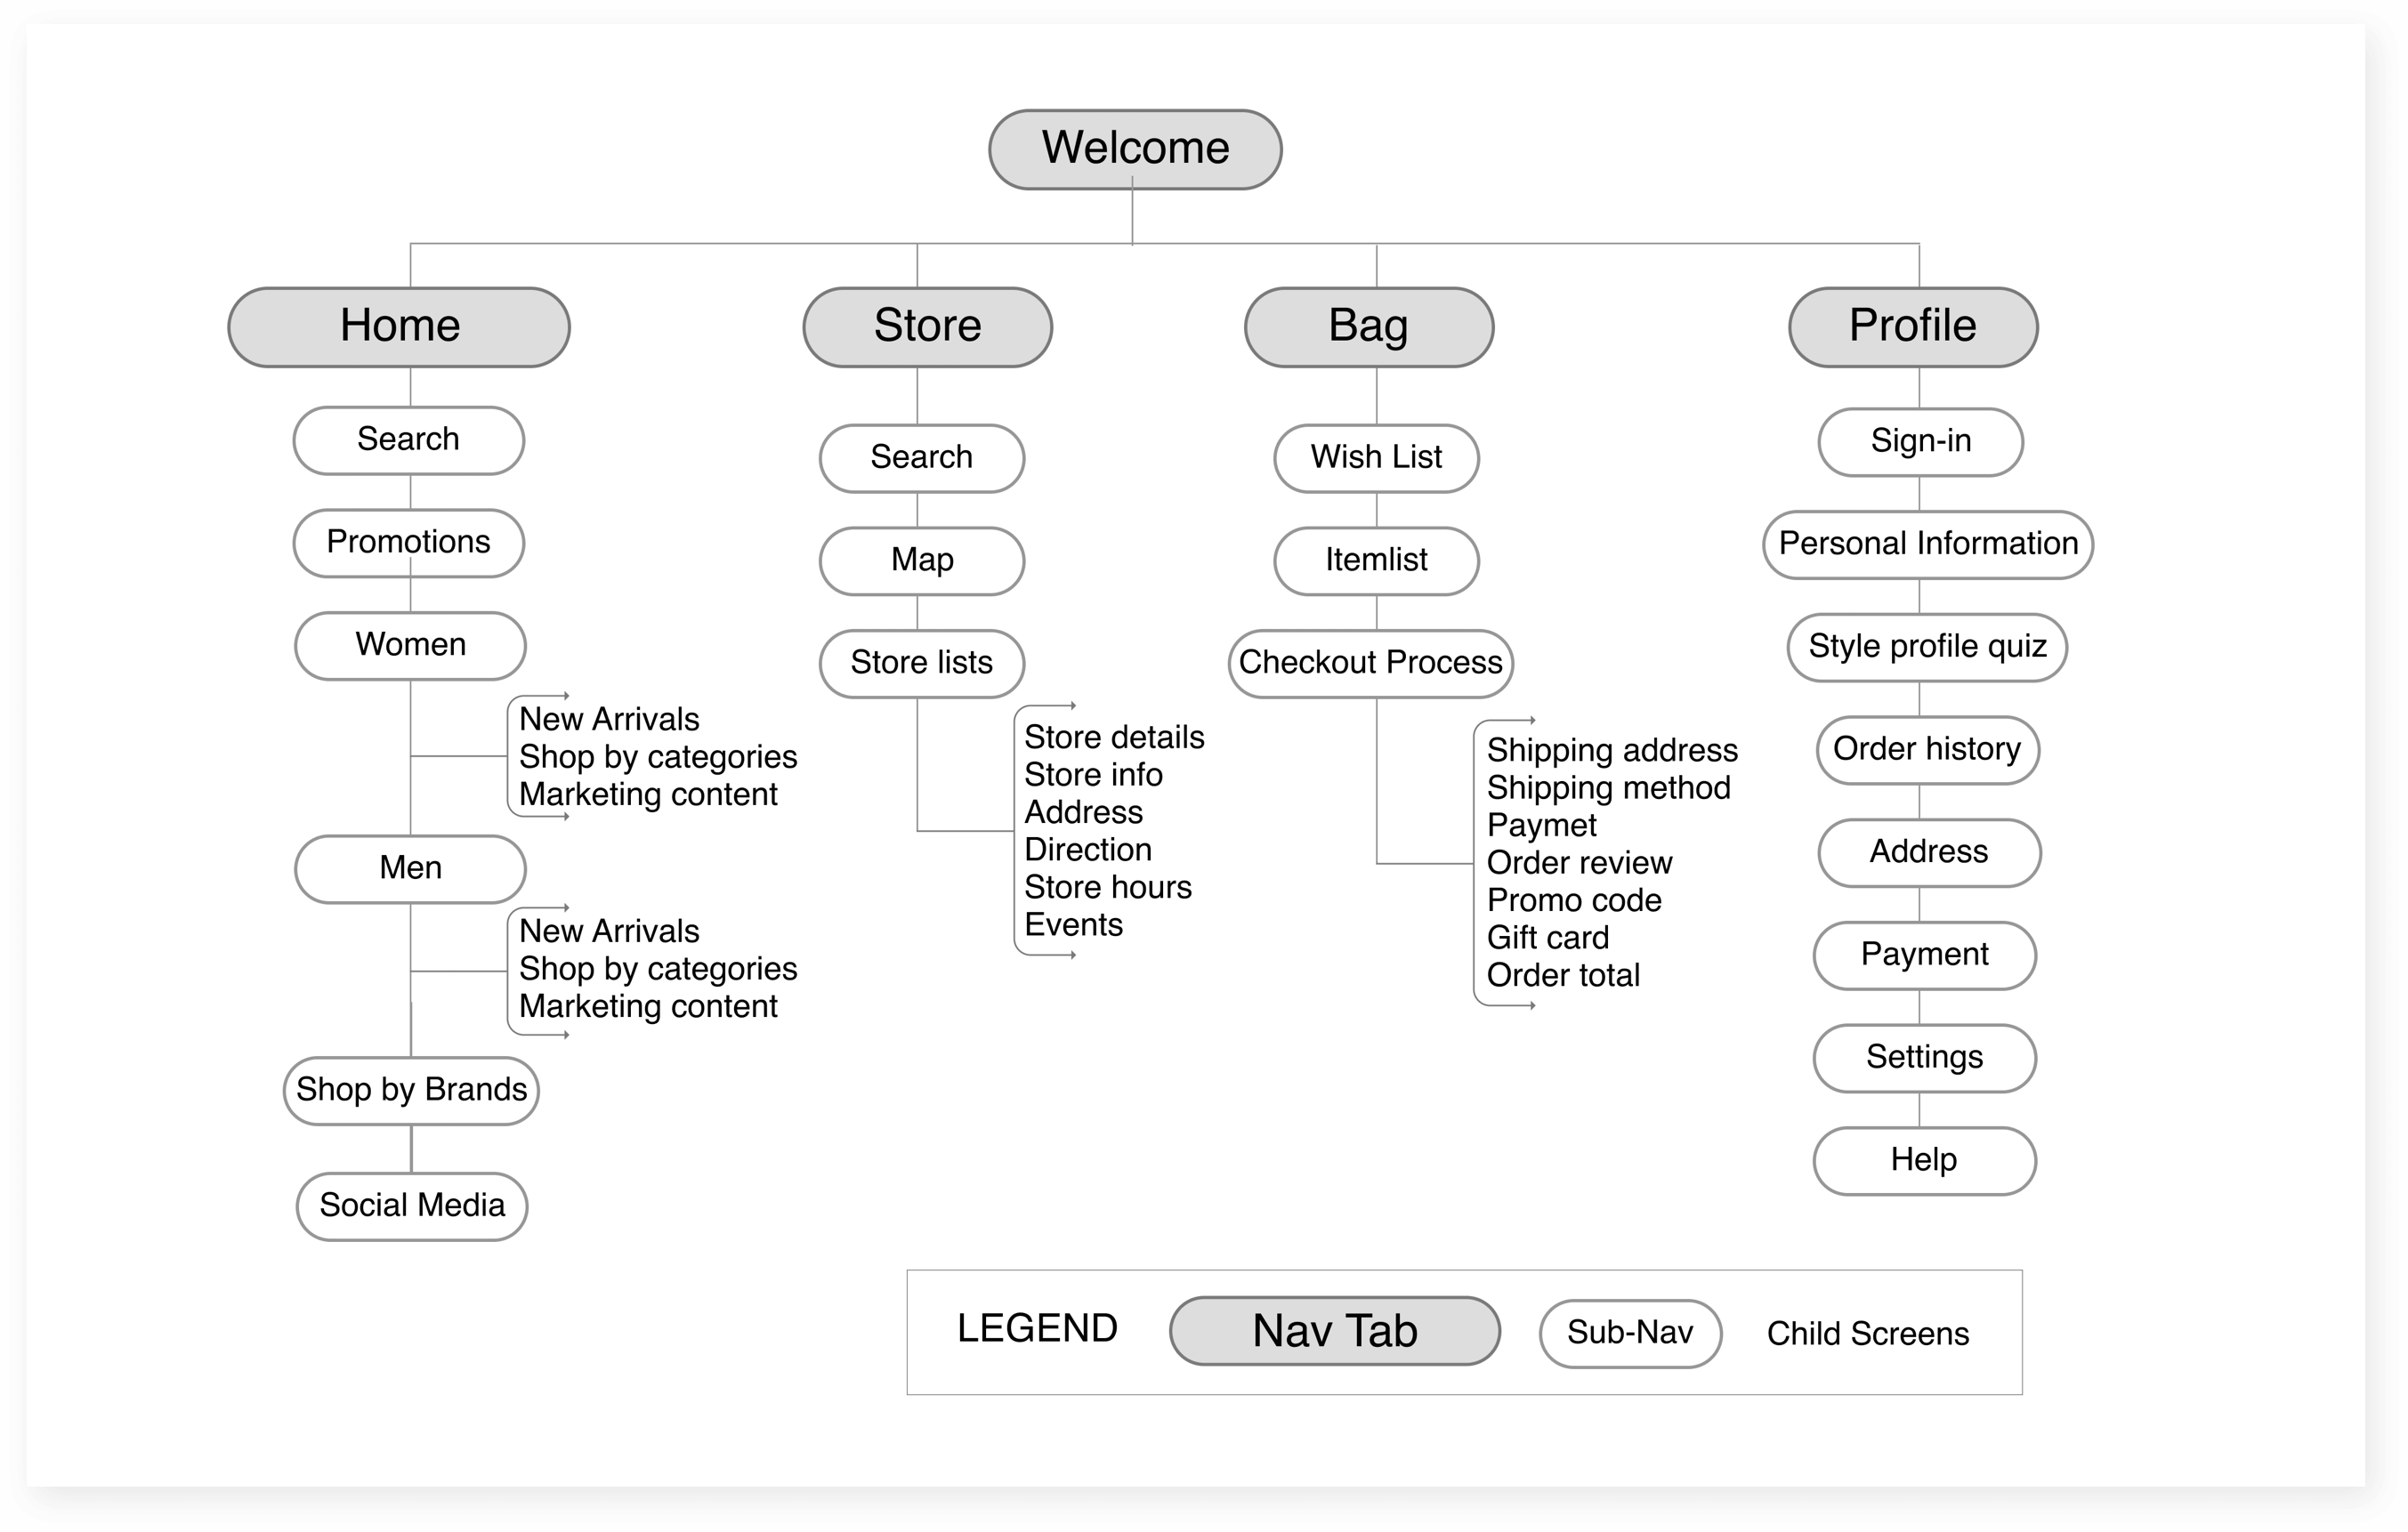 Welcome
Home
Search
Promotions
Women
New Arrivals
Shop by categories
Marketing content
Men
New Arrivals
Shop by categories
Marketing content
Shop by Brands
Social Media
Store
Search
Map
Store lists
Store details
Store info
Address
Direction
Store hours
Events
Bag
Wish List
Itemlist
Checkout Process
Shipping address
Shipping method
Paymet
Order review
Promo code
Gift card
Order total
Profile
Sign-in
Personal Information
Style profile quiz
Order history
Address
Payment
Settings
Help
LEGEND
Nav Tab
Sub-Nav
Child Screens